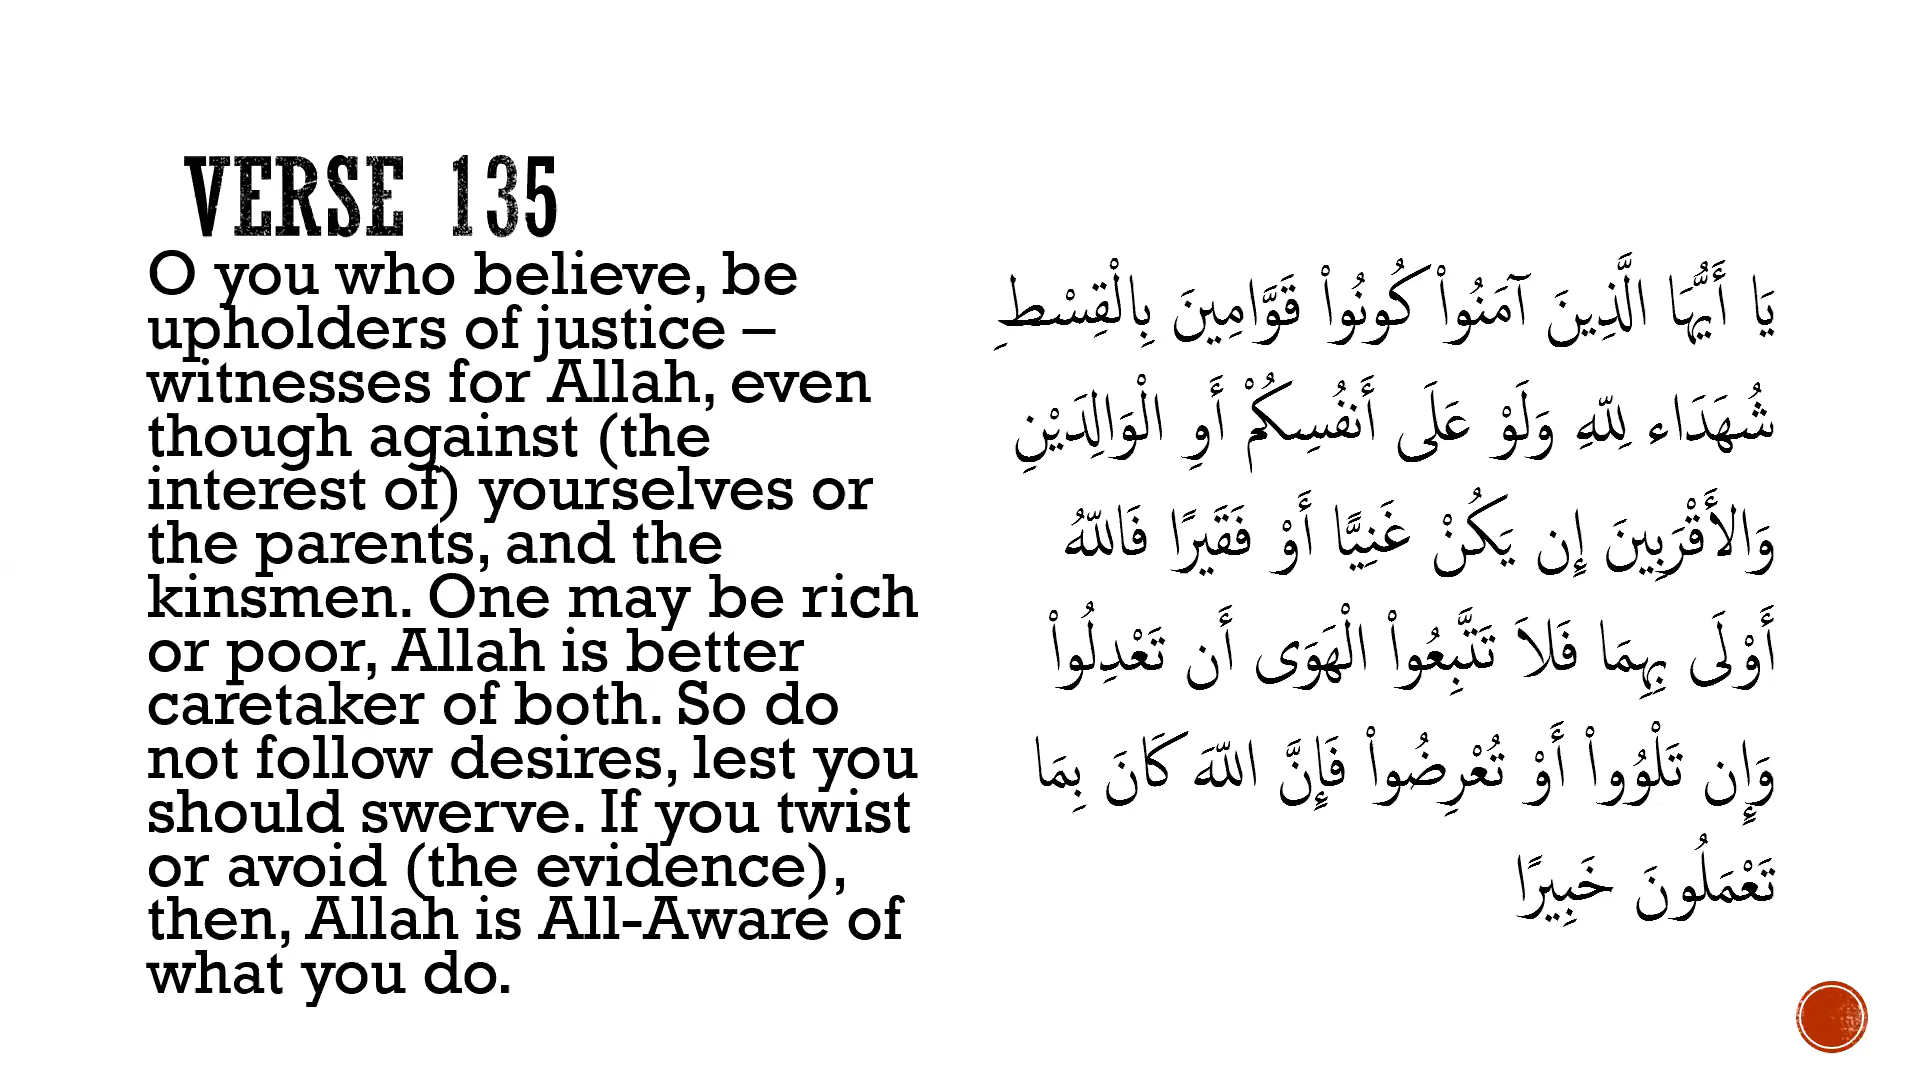 VERSE 135
O you who believe, be
upholders of justice –
witnesses for Allah, even
though against (the
interest of) yourselves or
the parents, and the
kinsmen. One may be rich
or poor, Allah is better
caretaker of both. So do
not follow desires, lest you
should swerve. If you twist
or avoid (the evidence),
then, Allah is All-Aware of
what you do.
يَا أَيُّهَا الَّذِينَ آمَنُواْ كُونُواْ قَوَّامِينَ بِالْقِسْطِ
شُهَدَاء لِلّهِ وَلَوْ عَلَى أَنفُسِكُمْ أَوِ الْوَالِدَيْنِ
وَالأَقْرَبِينَ إِن يَكُنْ غَنِيًّا أَوْ فَقَيرًا فَاللّهُ
أَوْلَى بِهِمَا فَلاَ تَتَّبِعُواْ الْهَوَى أَن تَعْدِلُواْ
وَإِن تَلْوُواْ أَوْ تُعْرِضُواْ فَإِنَّ اللّهَ كَانَ بِمَا
تَعْمَلُونَ خَبِيرًا